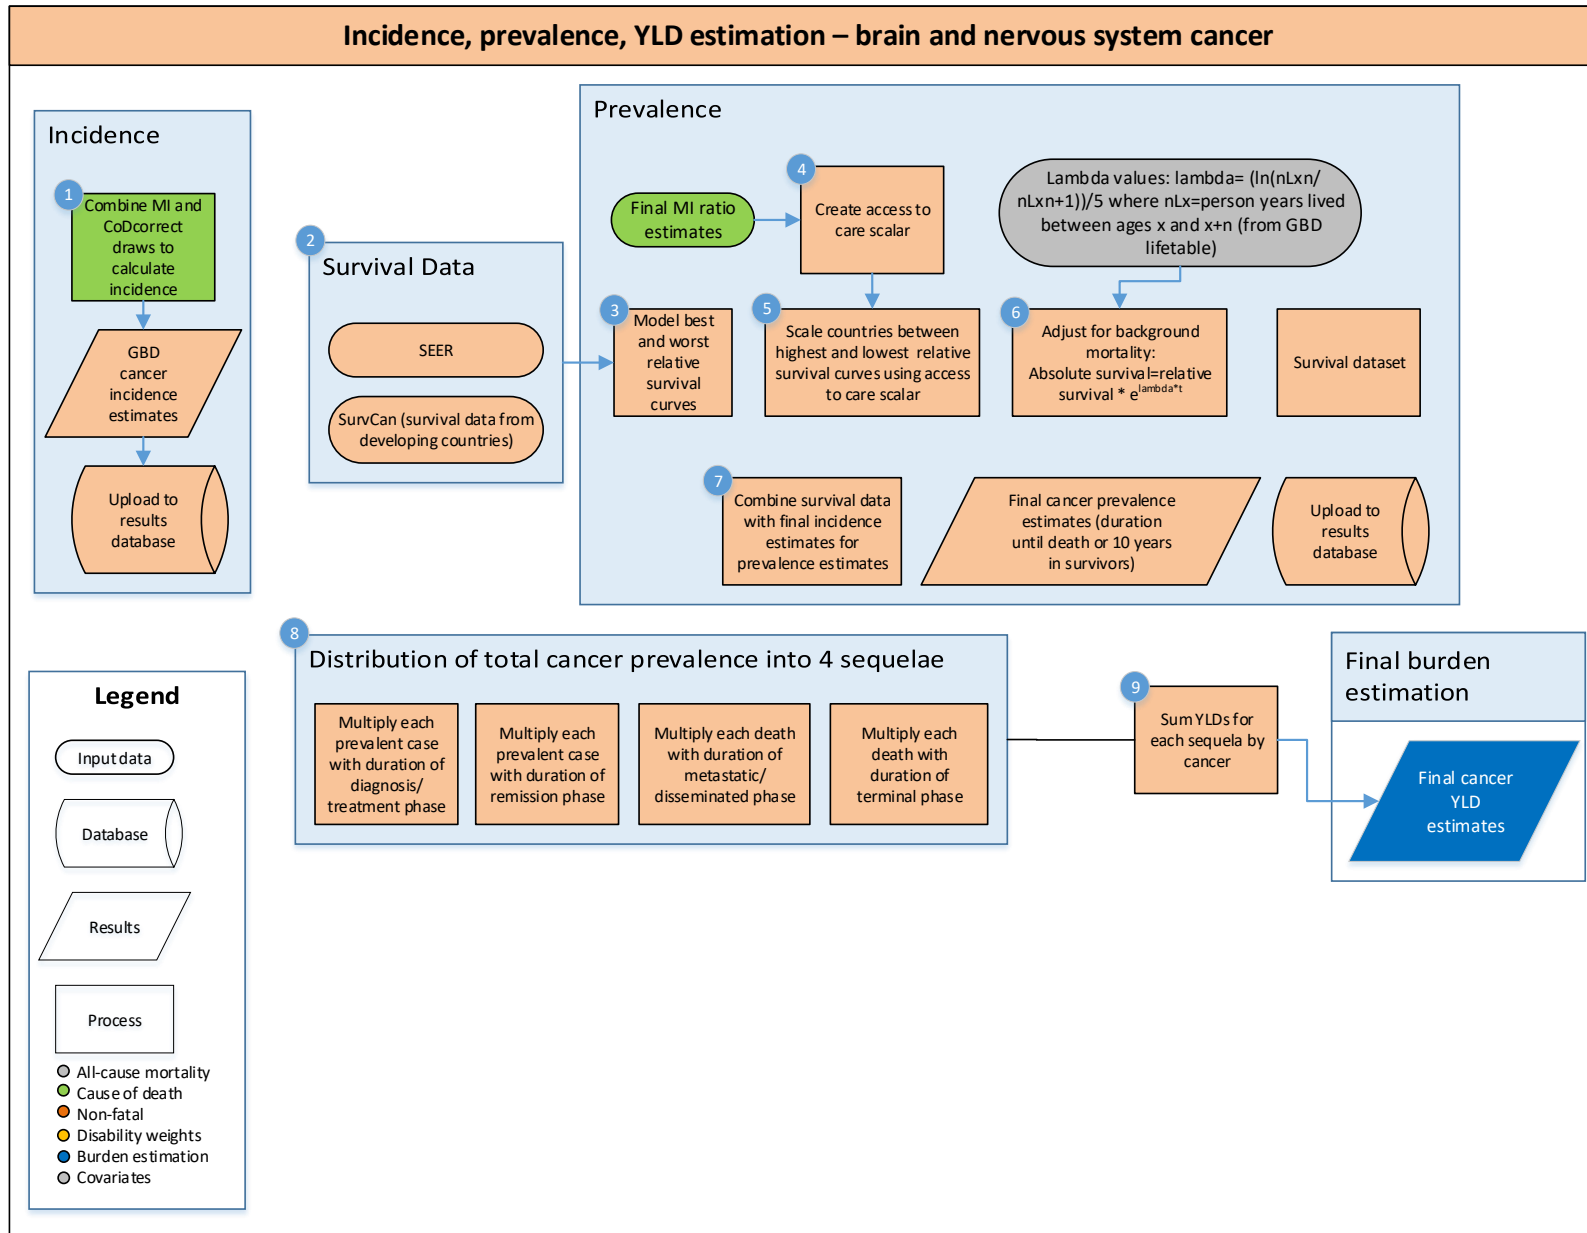 Incidence, prevalence, YLD estimation – brain and nervous system cancer
Incidence
1
Combine MI and
CoDcorrect
draws to
calculate
incidence
GBD
cancer
incidence
estimates
Upload to
results
database
2
Survival Data
SEER
SurvCan (survival data from
developing countries)
Prevalence
Final MI ratio
estimates
4
Create access to
care scalar
Lambda values: lambda= (ln(nLxn/
nLxn+1))/5 where nLx=person years lived
between ages x and x+n (from GBD
lifetable)
3
Model best
and worst
relative
survival
curves
5
Scale countries between
highest and lowest relative
survival curves using access
to care scalar
6
Adjust for background
mortality:
Absolute survival=relative
survival * e^lambda*t
Survival dataset
7
Combine survival data
with final incidence
estimates for
prevalence estimates
Final cancer prevalence
estimates (duration
until death or 10 years
in survivors)
Upload to
results
database
8
Distribution of total cancer prevalence into 4 sequelae
Multiply each
prevalent case
with duration of
diagnosis/
treatment phase
Multiply each
prevalent case
with duration of
remission phase
Multiply each death
with duration of
metastatic/
disseminated phase
Multiply each
death with
duration of
terminal phase
9
Sum YLDs for
each sequela by
cancer
Final burden
estimation
Final cancer
YLD
estimates
Legend
Input data
Database
Results
Process
All-cause mortality
Cause of death
Non-fatal
Disability weights
Burden estimation
Covariates